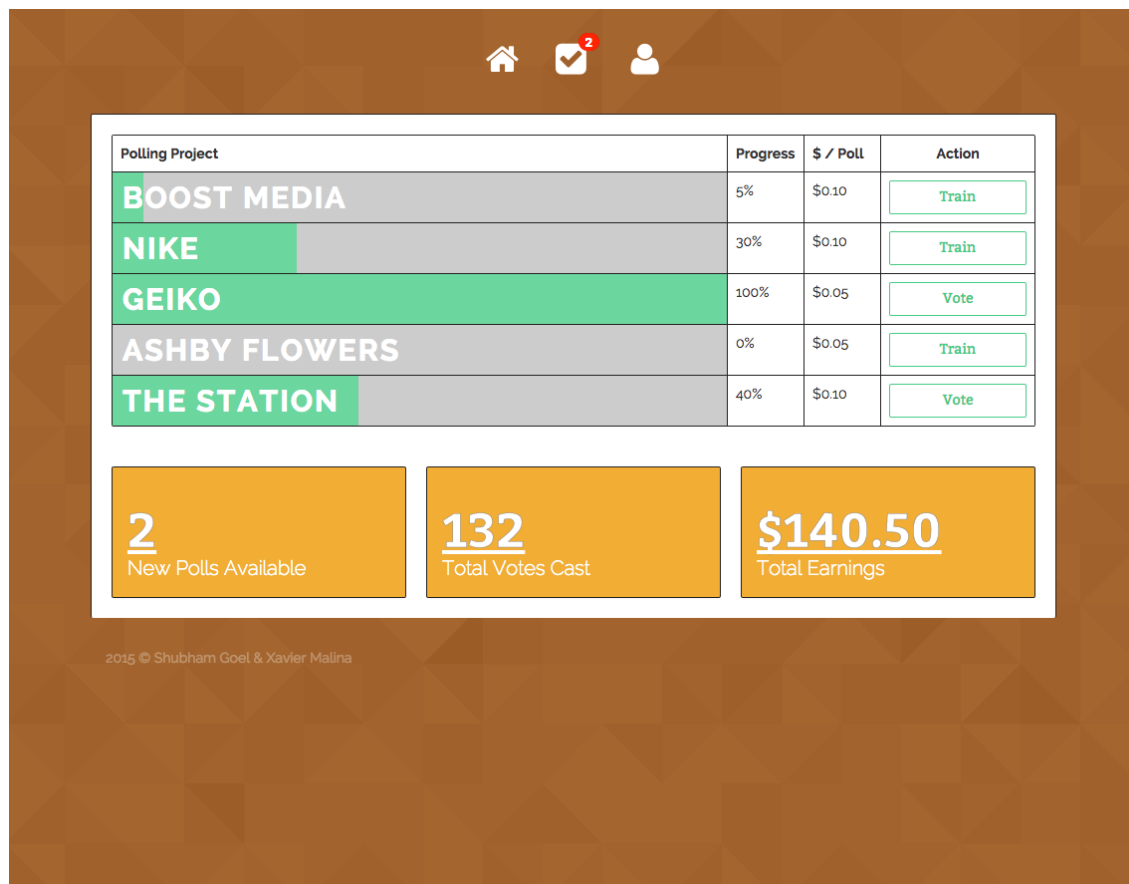 2
Polling Project Progress $ / Poll Action
BOOST MEDIA 5% $0.10 Train
NIKE 30% $0.10 Train
GEIKO 100% $0.05 Vote
ASHBY FLOWERS 0% $0.05 Train
THE STATION 40% $0.10 Vote
2 132 $140.50
New Polls Available Total Votes Cast Total Earnings
2015 © Shubham Goel & Xavier Malina